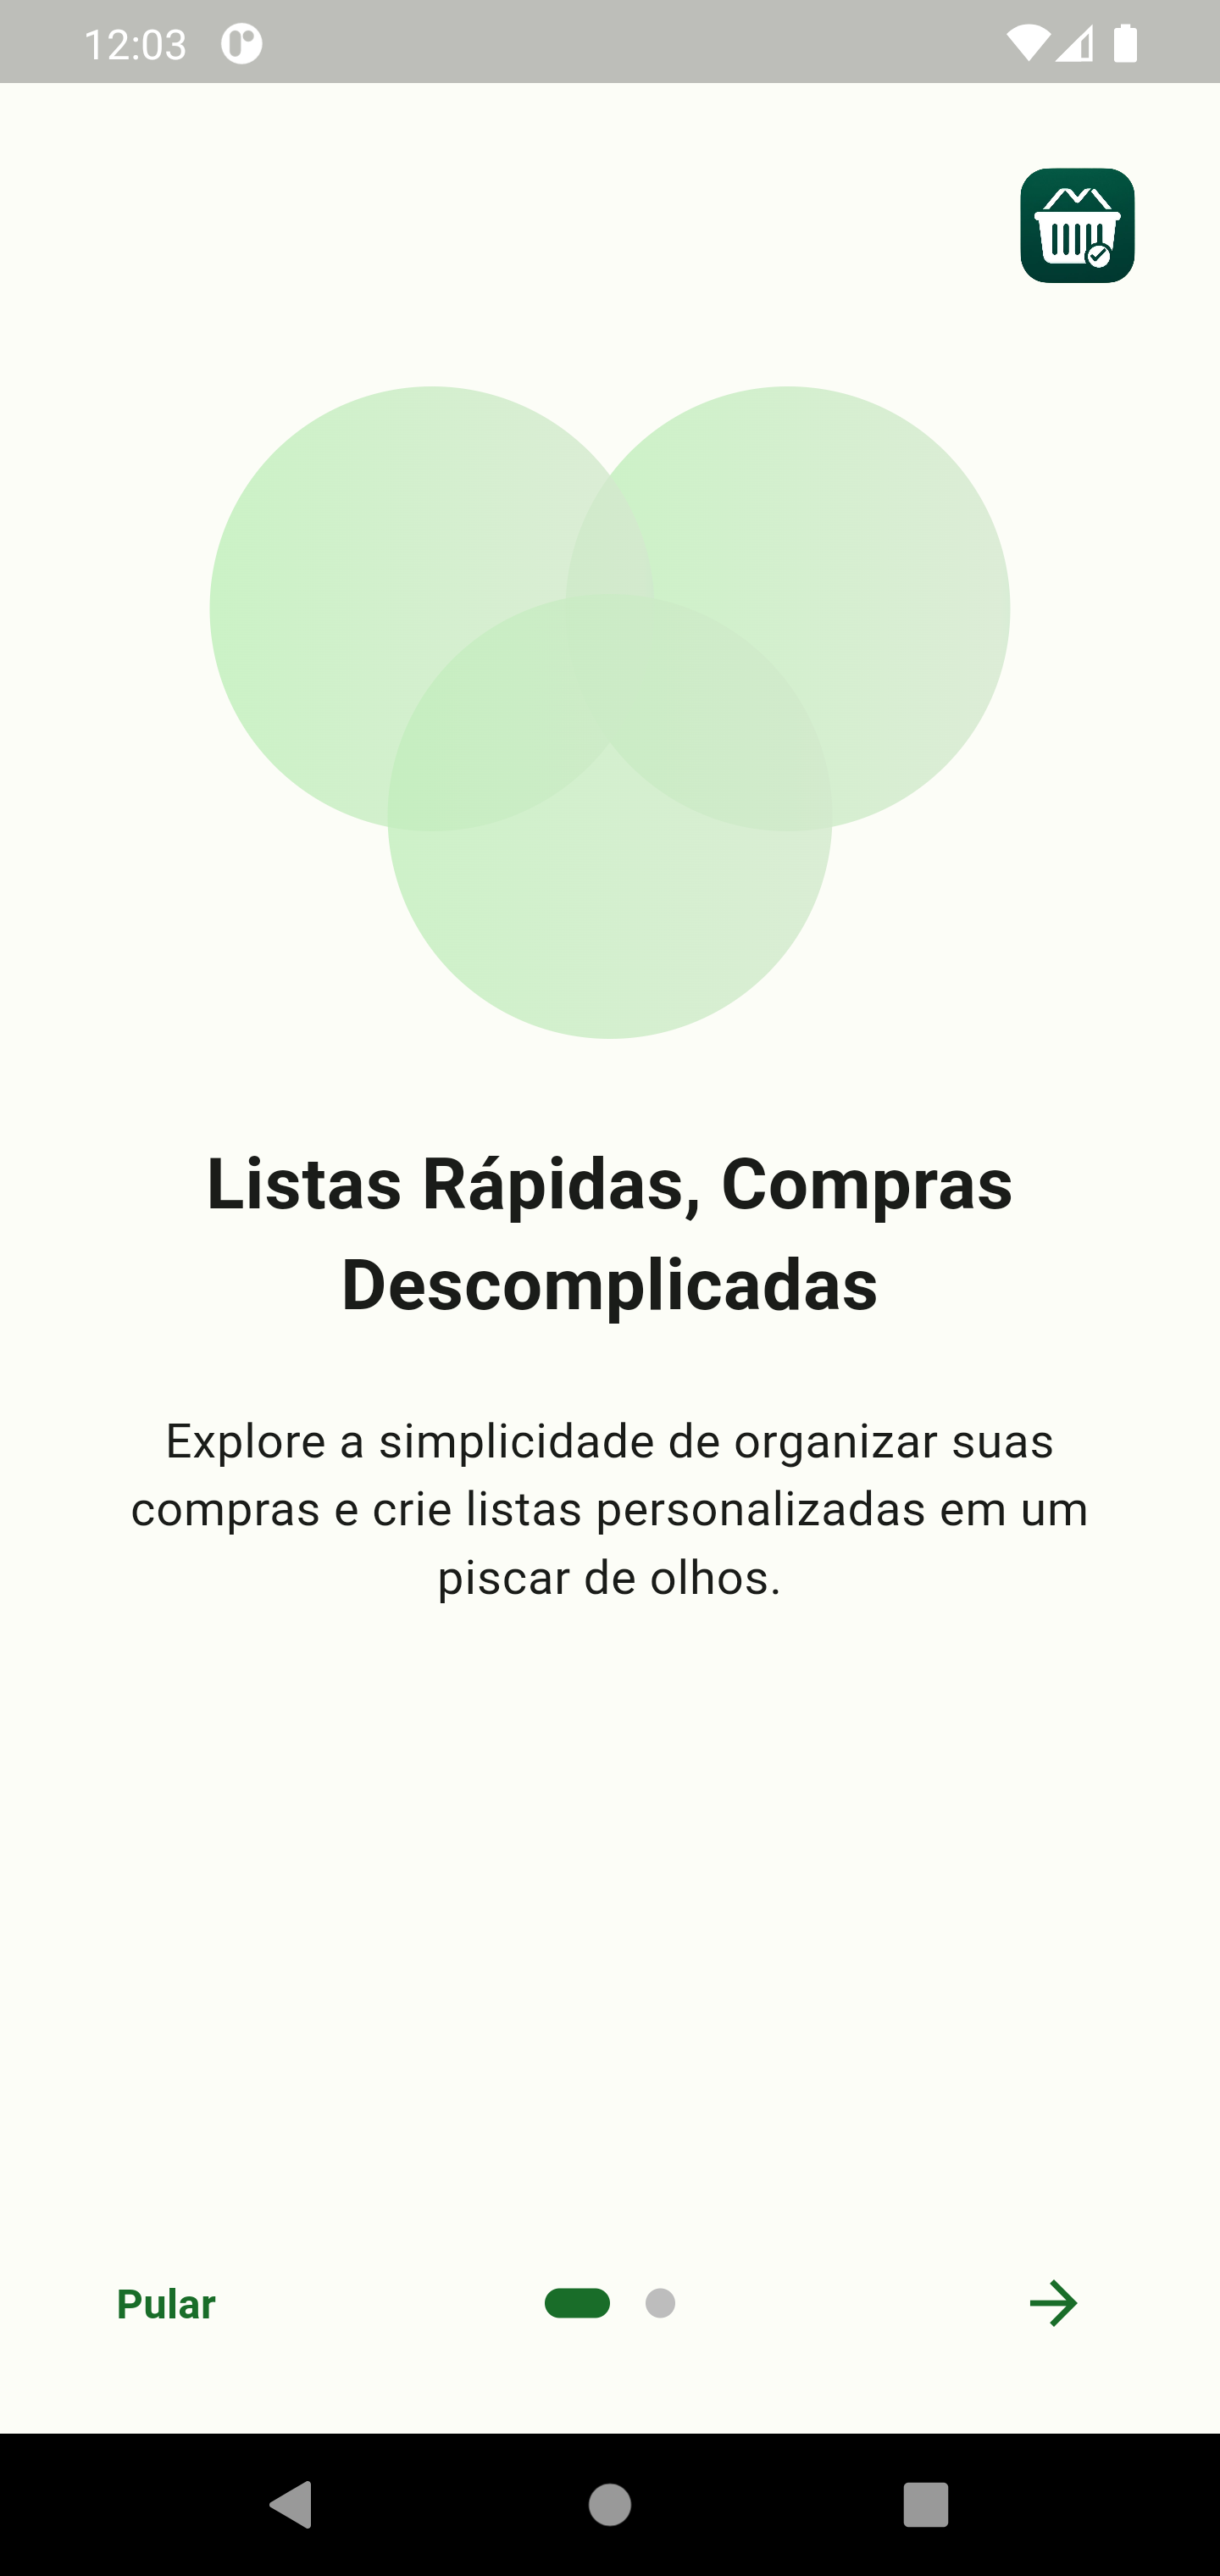 12:03
Listas Rápidas, Compras
Descomplicadas
Explore a simplicidade de organizar suas
compras e crie listas personalizadas em um
piscar de olhos.
Pular